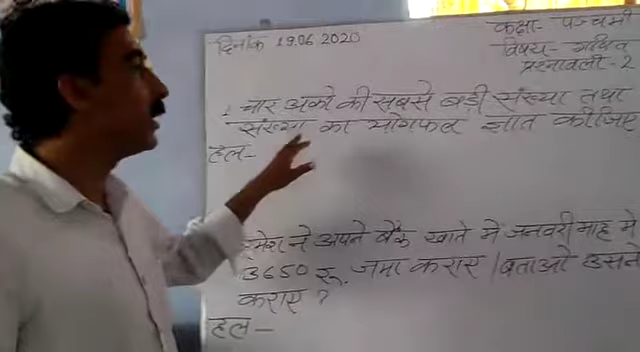 दिनांक 19.06 2020
कक्षा- पञ्चमी
विषय- गणित
प्रश्नावली-2
चार अंको की सबसे बड़ी संख्या तथा
संख्या का योगफल ज्ञात कीजिए
हल-
रमेश ने अपने बैंक खाते में जनवरी माह में
3650 रू. जमा कराए। बताओ उसने
कराए ?
हल-